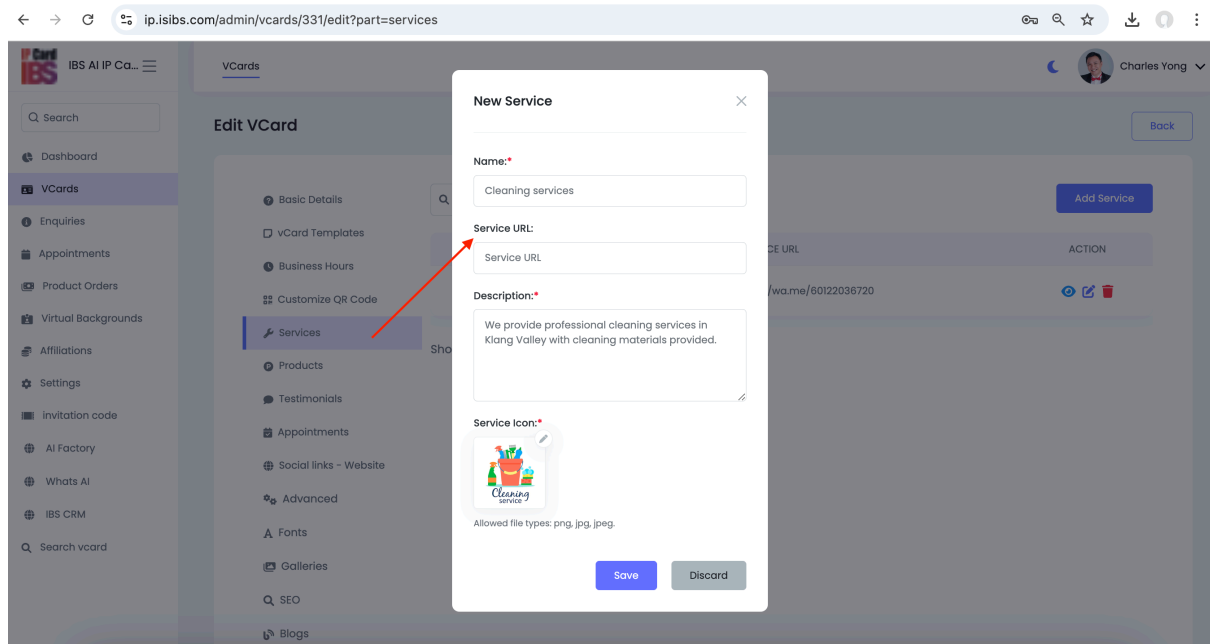 ip.isibs.com/admin/vcards/331/edit?part=services
IP Card
IBS
IBS AI IP Ca...
VCards
Charles Yong
Search
Edit VCard
Back
Dashboard
VCards
Enquiries
Appointments
Product Orders
Virtual Backgrounds
Affiliations
Settings
invitation code
AI Factory
Whats AI
IBS CRM
Search vcard
Basic Details
vCard Templates
Business Hours
Customize QR Code
Services
Products
Testimonials
Appointments
Social links - Website
Advanced
Fonts
Galleries
SEO
Blogs
Add Service
CE URL
ACTION
/wa.me/60122036720
Sho
New Service
Name:*
Cleaning services
Service URL:
Service URL
Description:*
We provide professional cleaning services in
Klang Valley with cleaning materials provided.
Service Icon:*
Cleaning
service
Allowed file types: png, jpg, jpeg.
Save
Discard